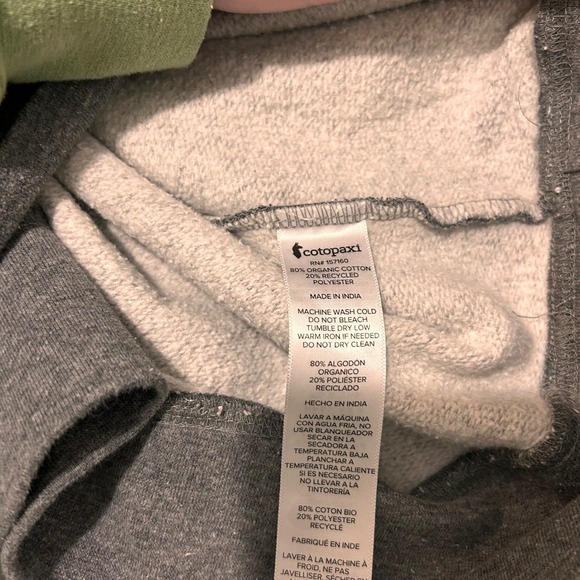 cotopaxi
RN# 157160
80% ORGANIC COTTON
20% RECYCLED
POLYESTER
MADE IN INDIA
MACHINE WASH COLD
DO NOT BLEACH
TUMBLE DRY LOW
WARM IRON IF NEEDED
DO NOT DRY CLEAN
80% ALGODÓN
ORGANICO
20% POLIÉSTER
RECICLADO
HECHO EN INDIA
LAVAR A MÁQUINA
CON AGUA FRIA, NO
USAR BLANQUEADOR
SECAR EN LA
SECADORA A
TEMPERATURA BAJA
PLANCHAR A
TEMPERATURA CALIENTE
SI ES NECESARIO
NO LLEVAR A LA
TINTORERÍA
80% COTON BIO
20% POLYESTER
RECYCLÉ
FABRIQUÉ EN INDE
LAVER À LA MACHINE À
FROID, NE PAS
JAVELLISER, SÉCHER EN